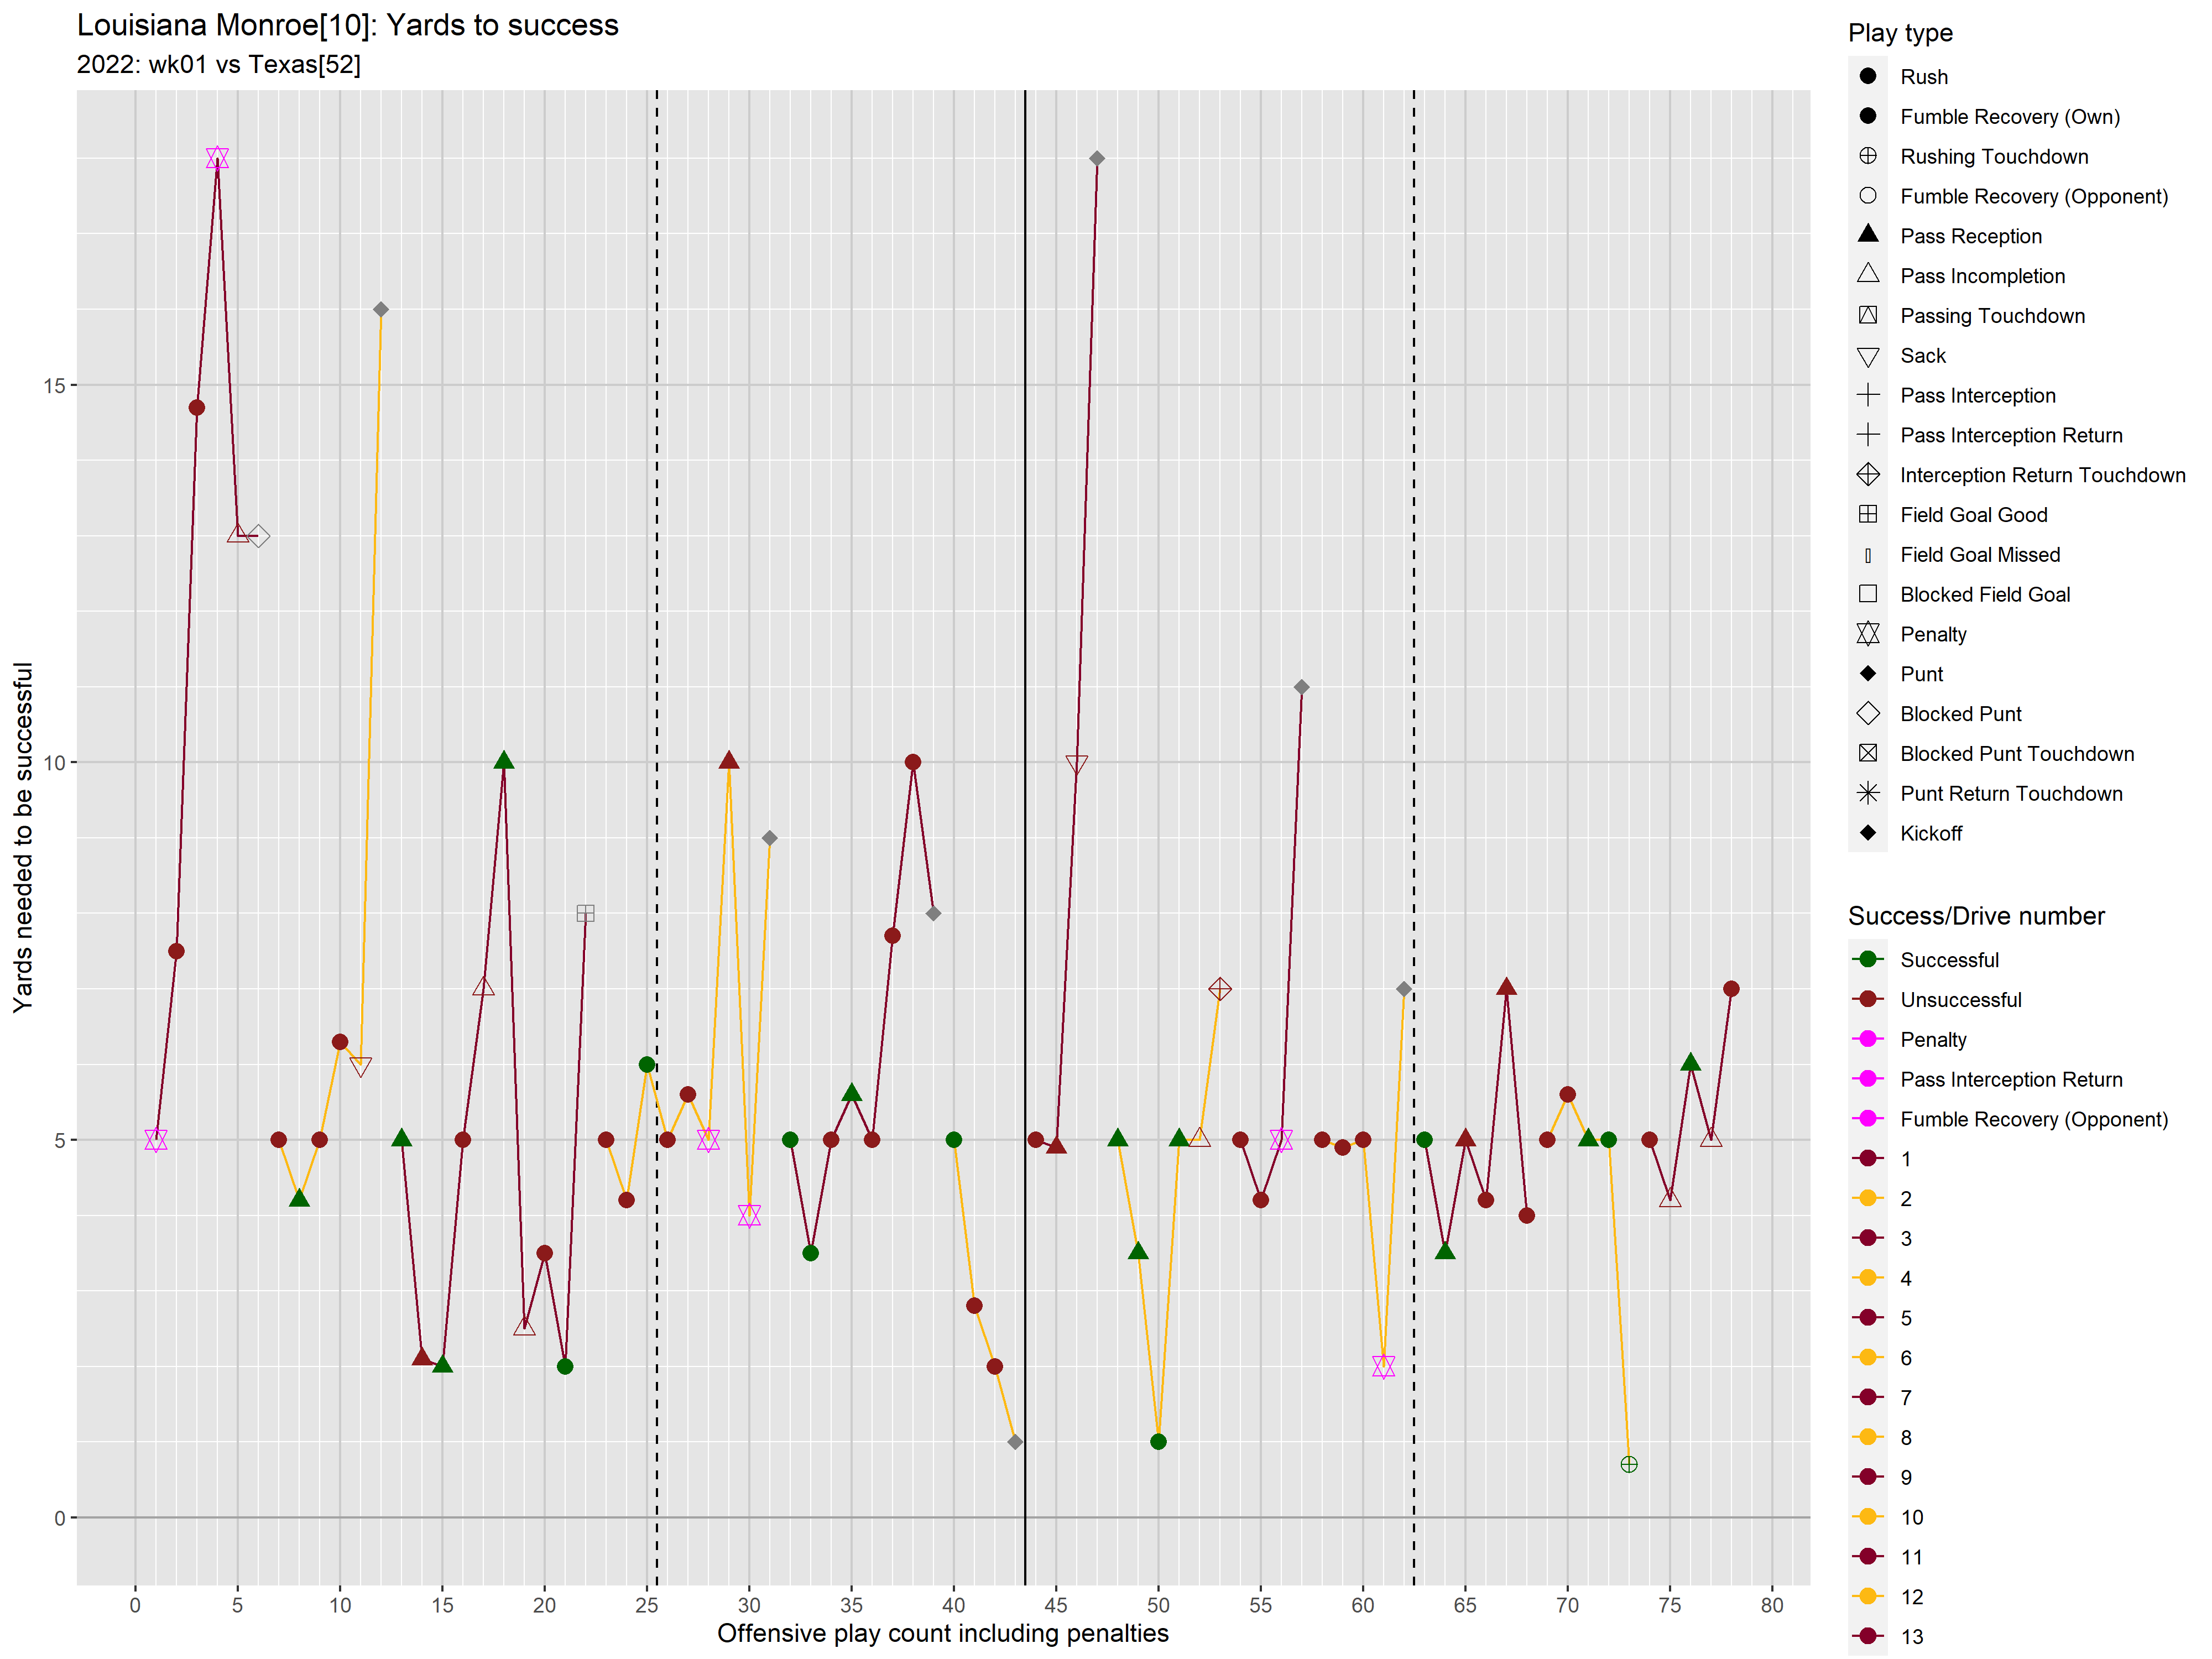 Louisiana Monroe[10]: Yards to success
2022: wk01 vs Texas[52]
Yards needed to be successful
15
10
5
0
0 5 10 15 20 25 30 35 40 45 50 55 60 65 70 75 80
Offensive play count including penalties
Play type
Rush
Fumble Recovery (Own)
Rushing Touchdown
Fumble Recovery (Opponent)
Pass Reception
Pass Incompletion
Passing Touchdown
Sack
Pass Interception
Pass Interception Return
Interception Return Touchdown
Field Goal Good
Field Goal Missed
Blocked Field Goal
Penalty
Punt
Blocked Punt
Blocked Punt Touchdown
Punt Return Touchdown
Kickoff
Success/Drive number
Successful
Unsuccessful
Penalty
Pass Interception Return
Fumble Recovery (Opponent)
1
2
3
4
5
6
7
8
9
10
11
12
13